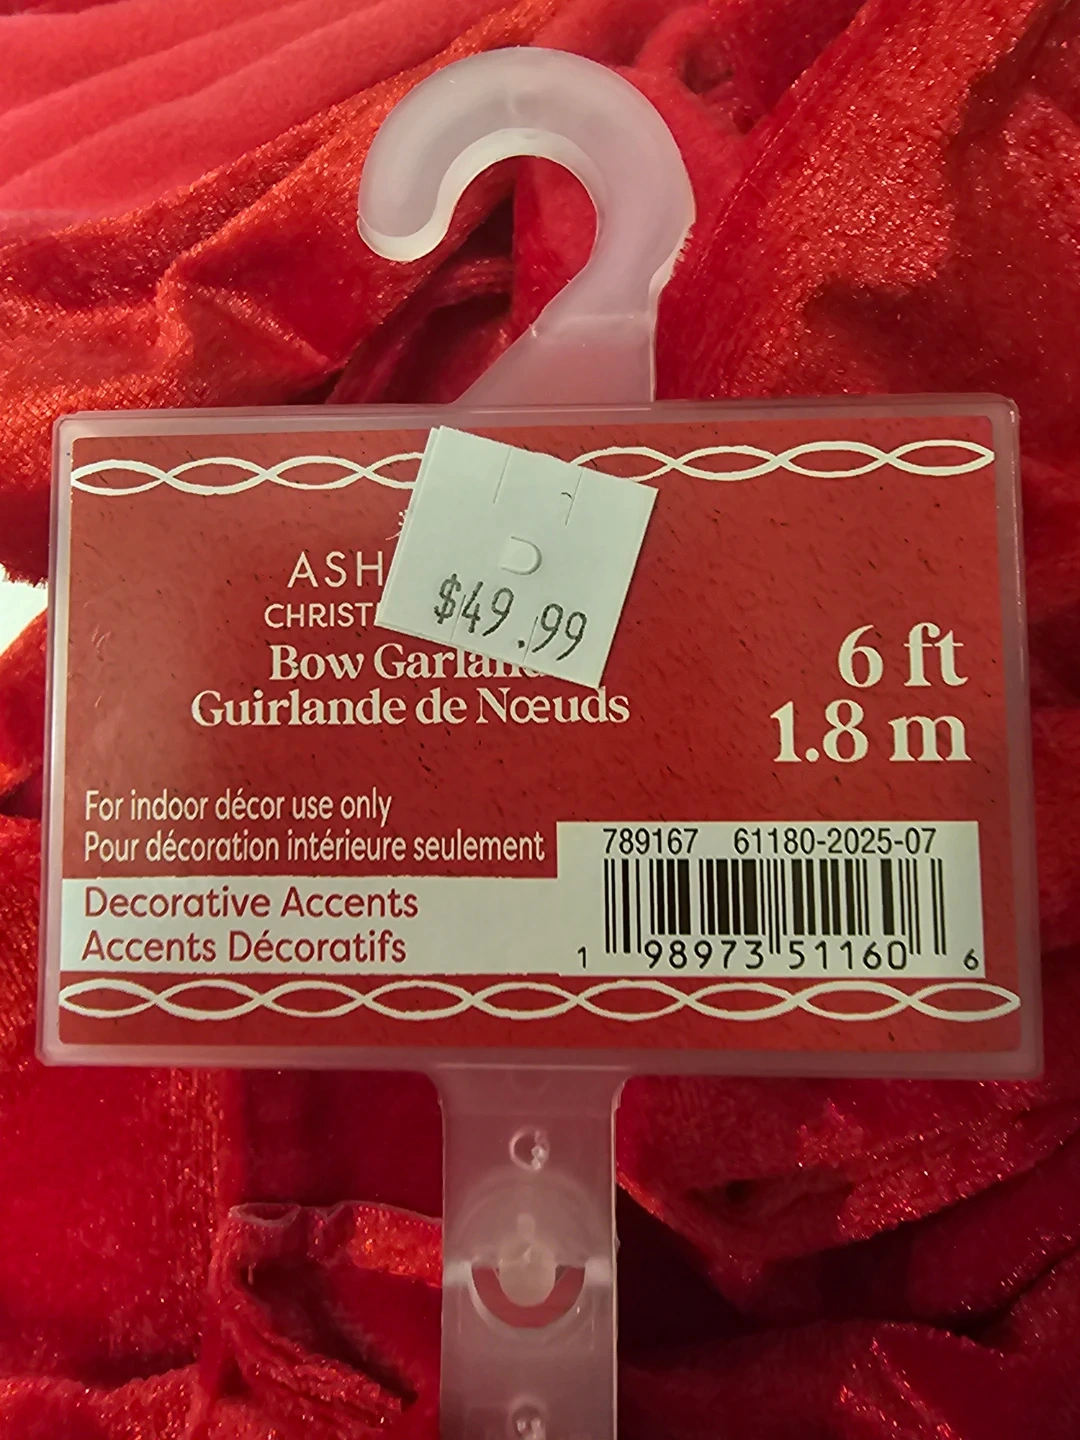 $49.99
ASH
CHRIST
Bow Garland
Guirlande de Nœuds
6 ft
1.8 m
For indoor décor use only
Pour décoration intérieure seulement
Decorative Accents
Accents Décoratifs
789167 61180-2025-07
1 98973 51160 6